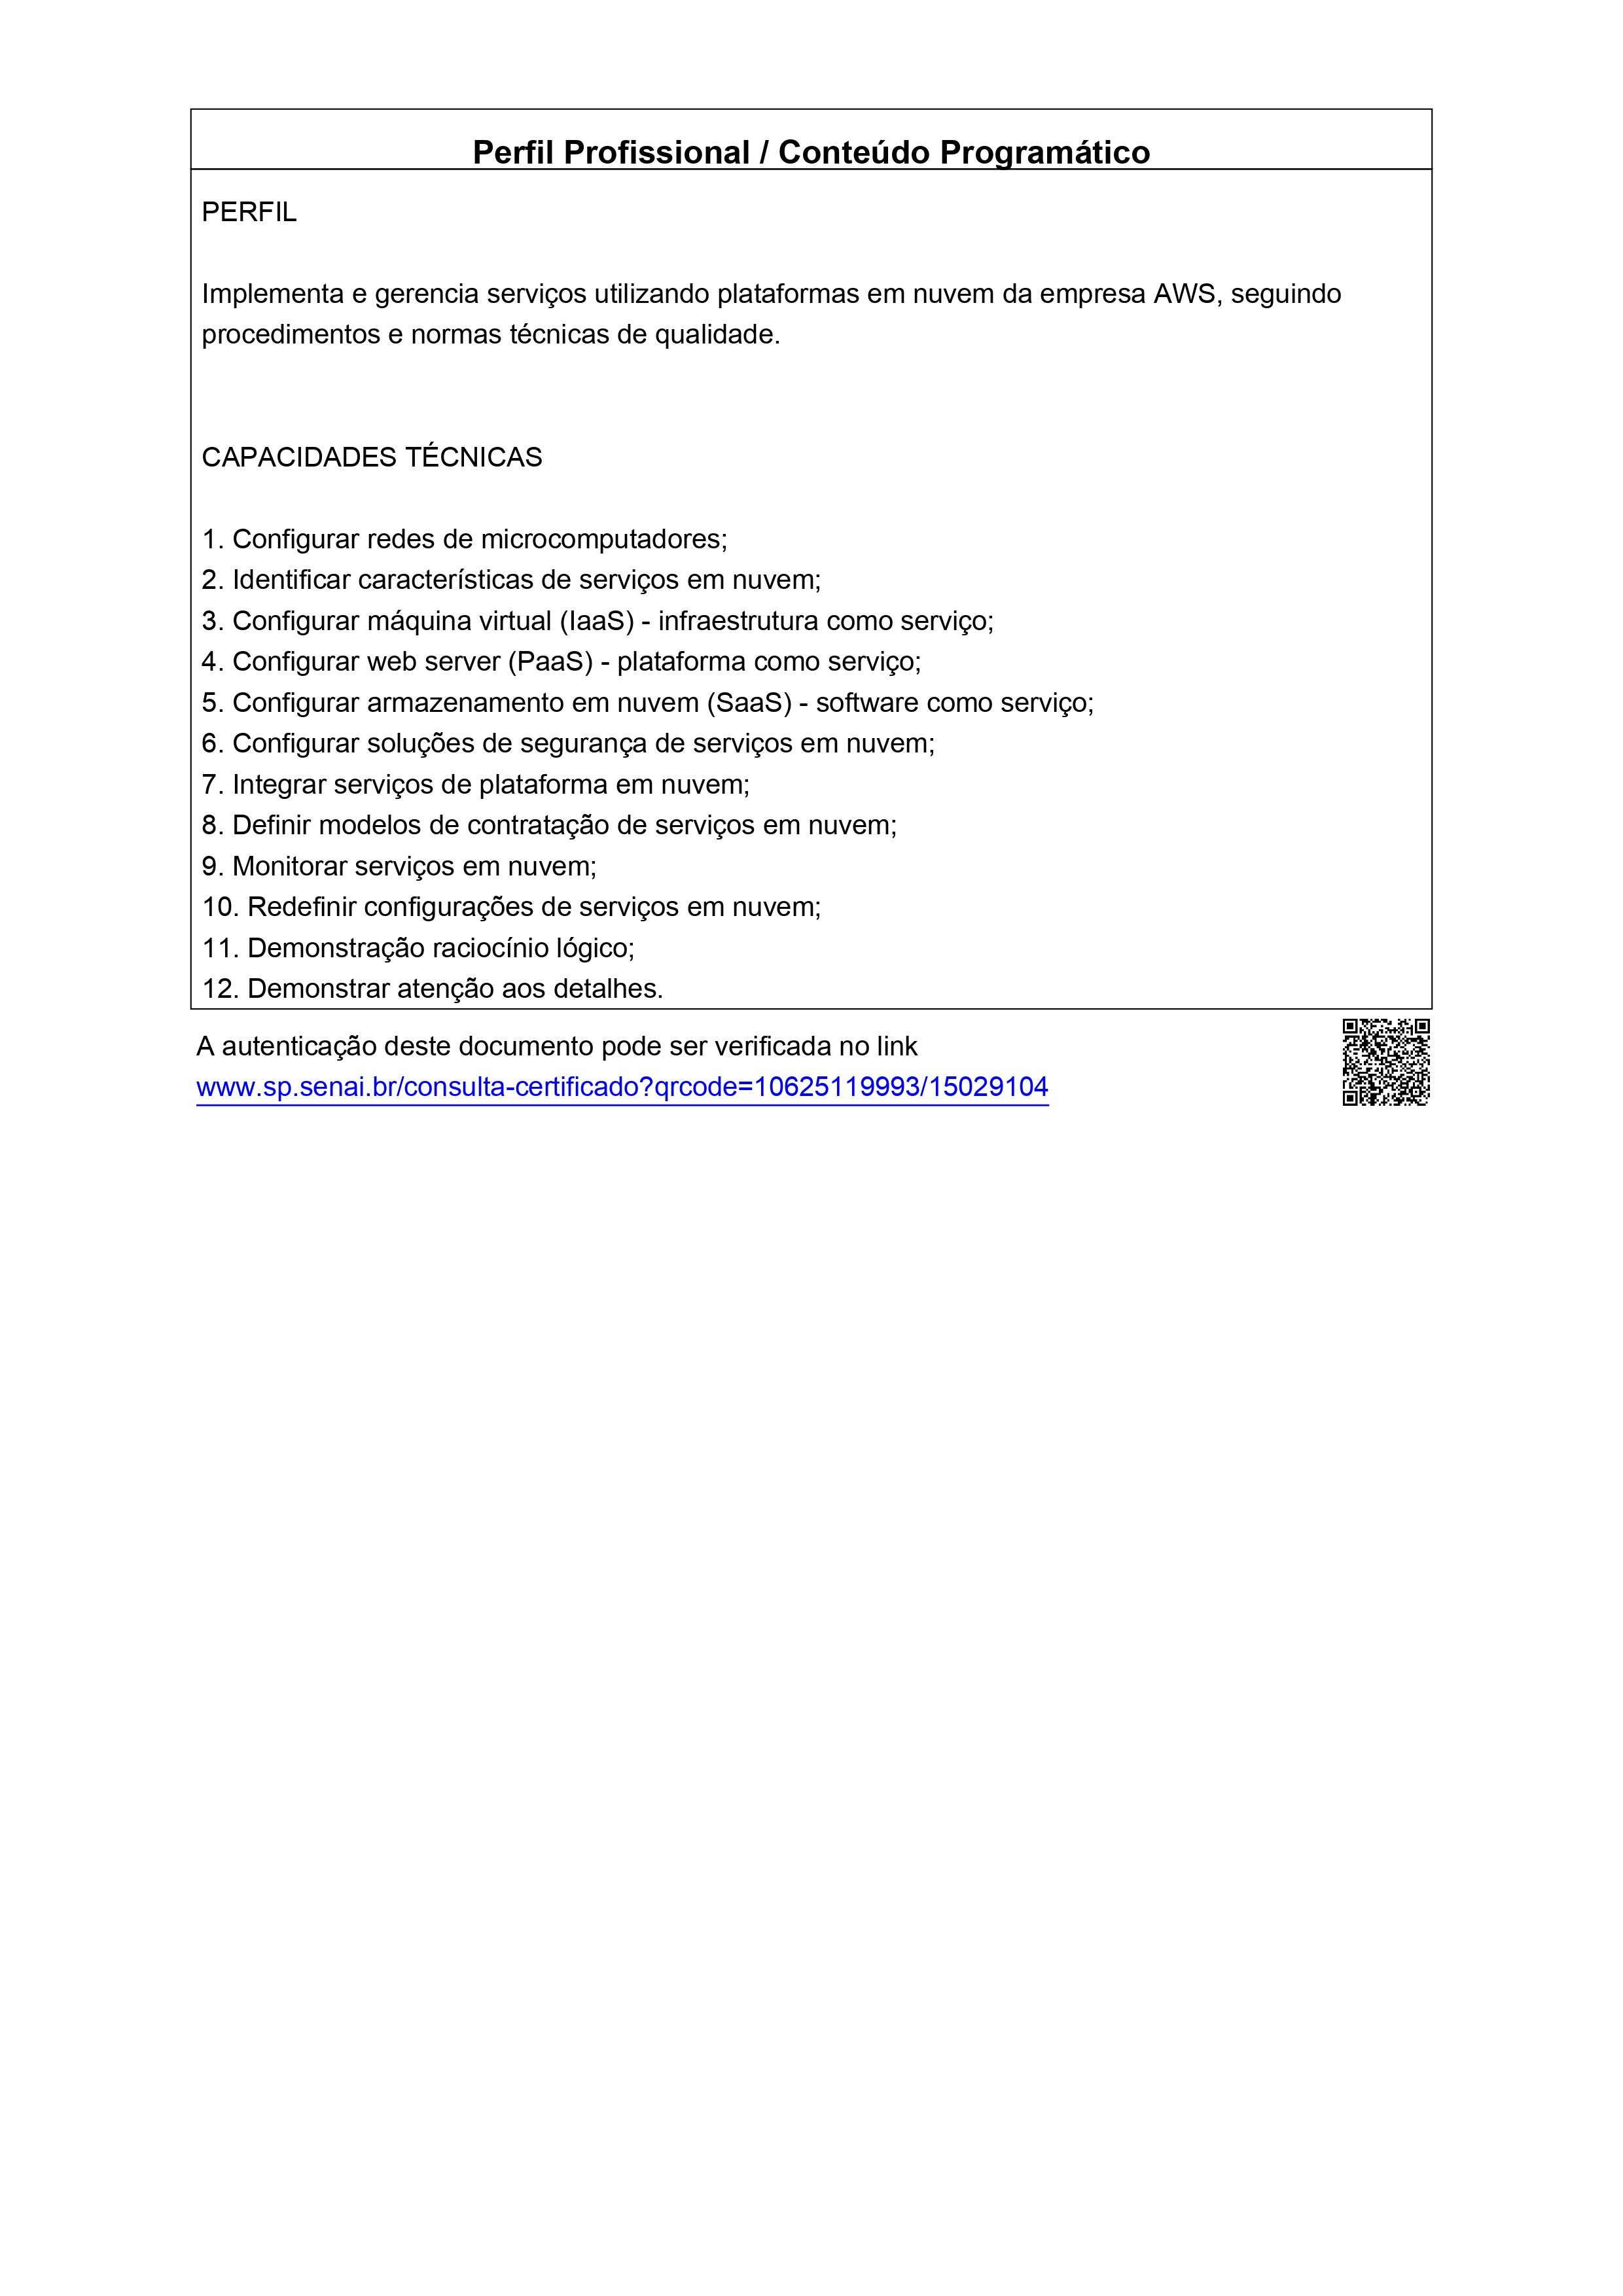 Perfil Profissional / Conteúdo Programático
PERFIL
Implementa e gerencia serviços utilizando plataformas em nuvem da empresa AWS, seguindo
procedimentos e normas técnicas de qualidade.
CAPACIDADES TÉCNICAS
1. Configurar redes de microcomputadores;
2. Identificar características de serviços em nuvem;
3. Configurar máquina virtual (IaaS) - infraestrutura como serviço;
4. Configurar web server (PaaS) - plataforma como serviço;
5. Configurar armazenamento em nuvem (SaaS) - software como serviço;
6. Configurar soluções de segurança de serviços em nuvem;
7. Integrar serviços de plataforma em nuvem;
8. Definir modelos de contratação de serviços em nuvem;
9. Monitorar serviços em nuvem;
10. Redefinir configurações de serviços em nuvem;
11. Demonstração raciocínio lógico;
12. Demonstrar atenção aos detalhes.
A autenticação deste documento pode ser verificada no link
www.sp.senai.br/consulta-certificado?qrcode=10625119993/15029104